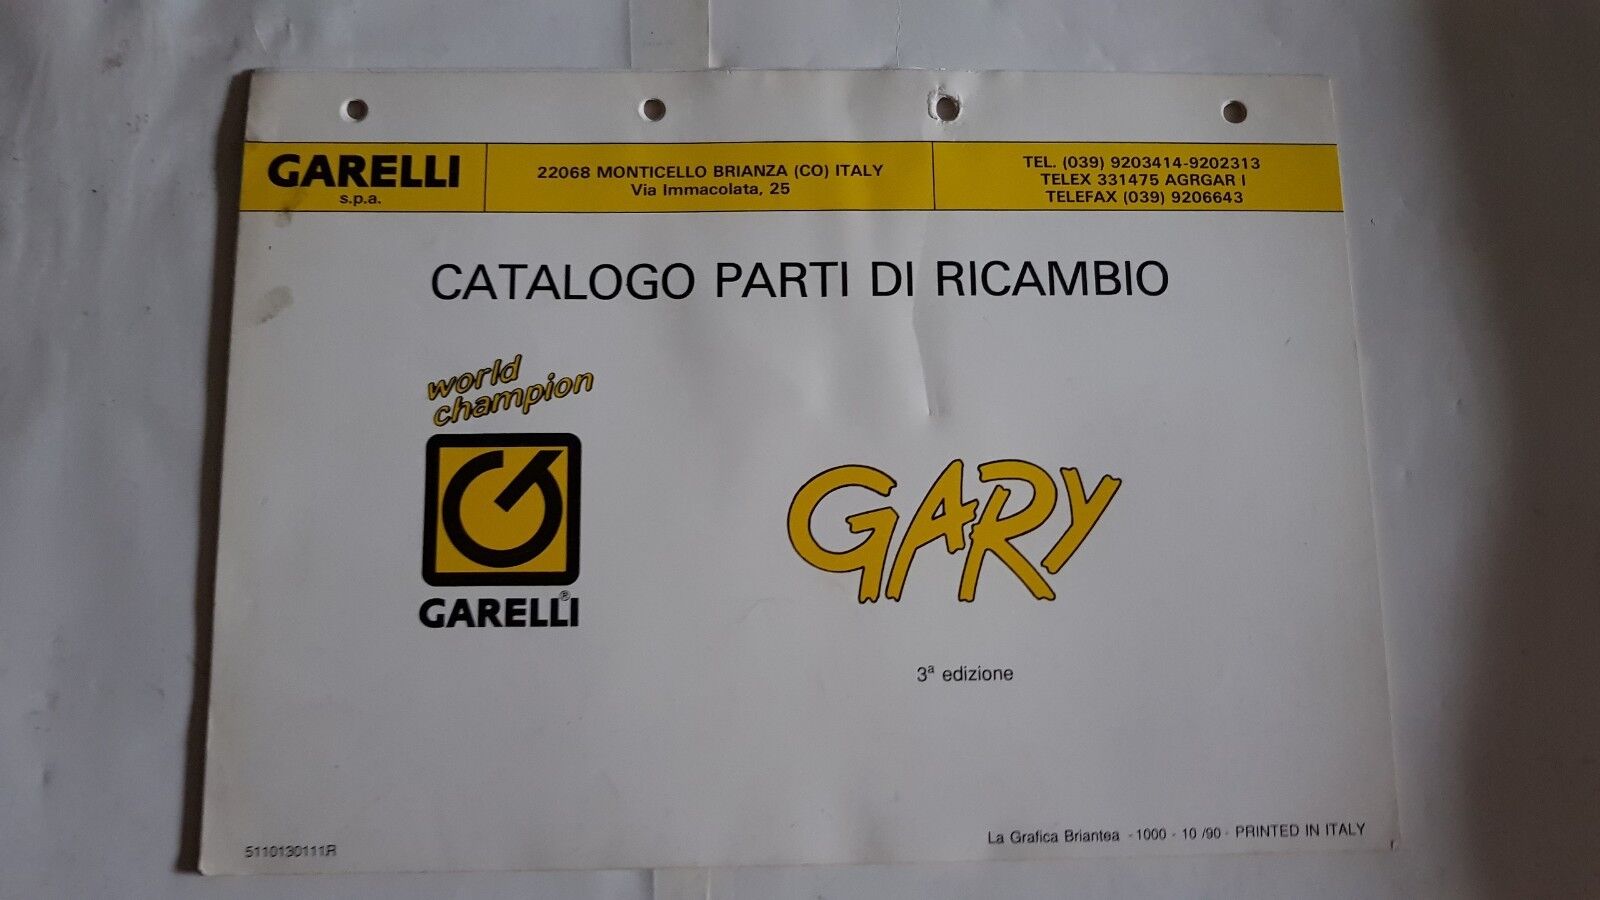 GARELLI
s.p.a.
22068 MONTICELLO BRIANZA (CO) ITALY
Via Immacolata, 25
TEL. (039) 9203414-9202313
TELEX 331475 AGRGAR I
TELEFAX (039) 9206643
CATALOGO PARTI DI RICAMBIO
world
champion
GARELLI®
GARY
3ª edizione
La Grafica Briantea - 1000 - 10 /90 - PRINTED IN ITALY
5110130111R